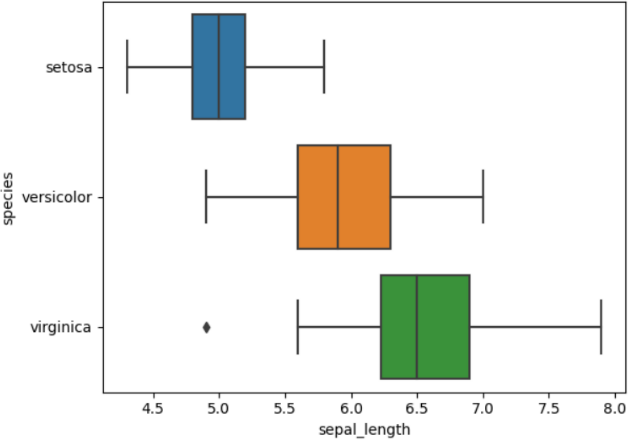 species
setosa
versicolor
virginica
4.5 5.0 5.5 6.0 6.5 7.0 7.5 8.0
sepal_length